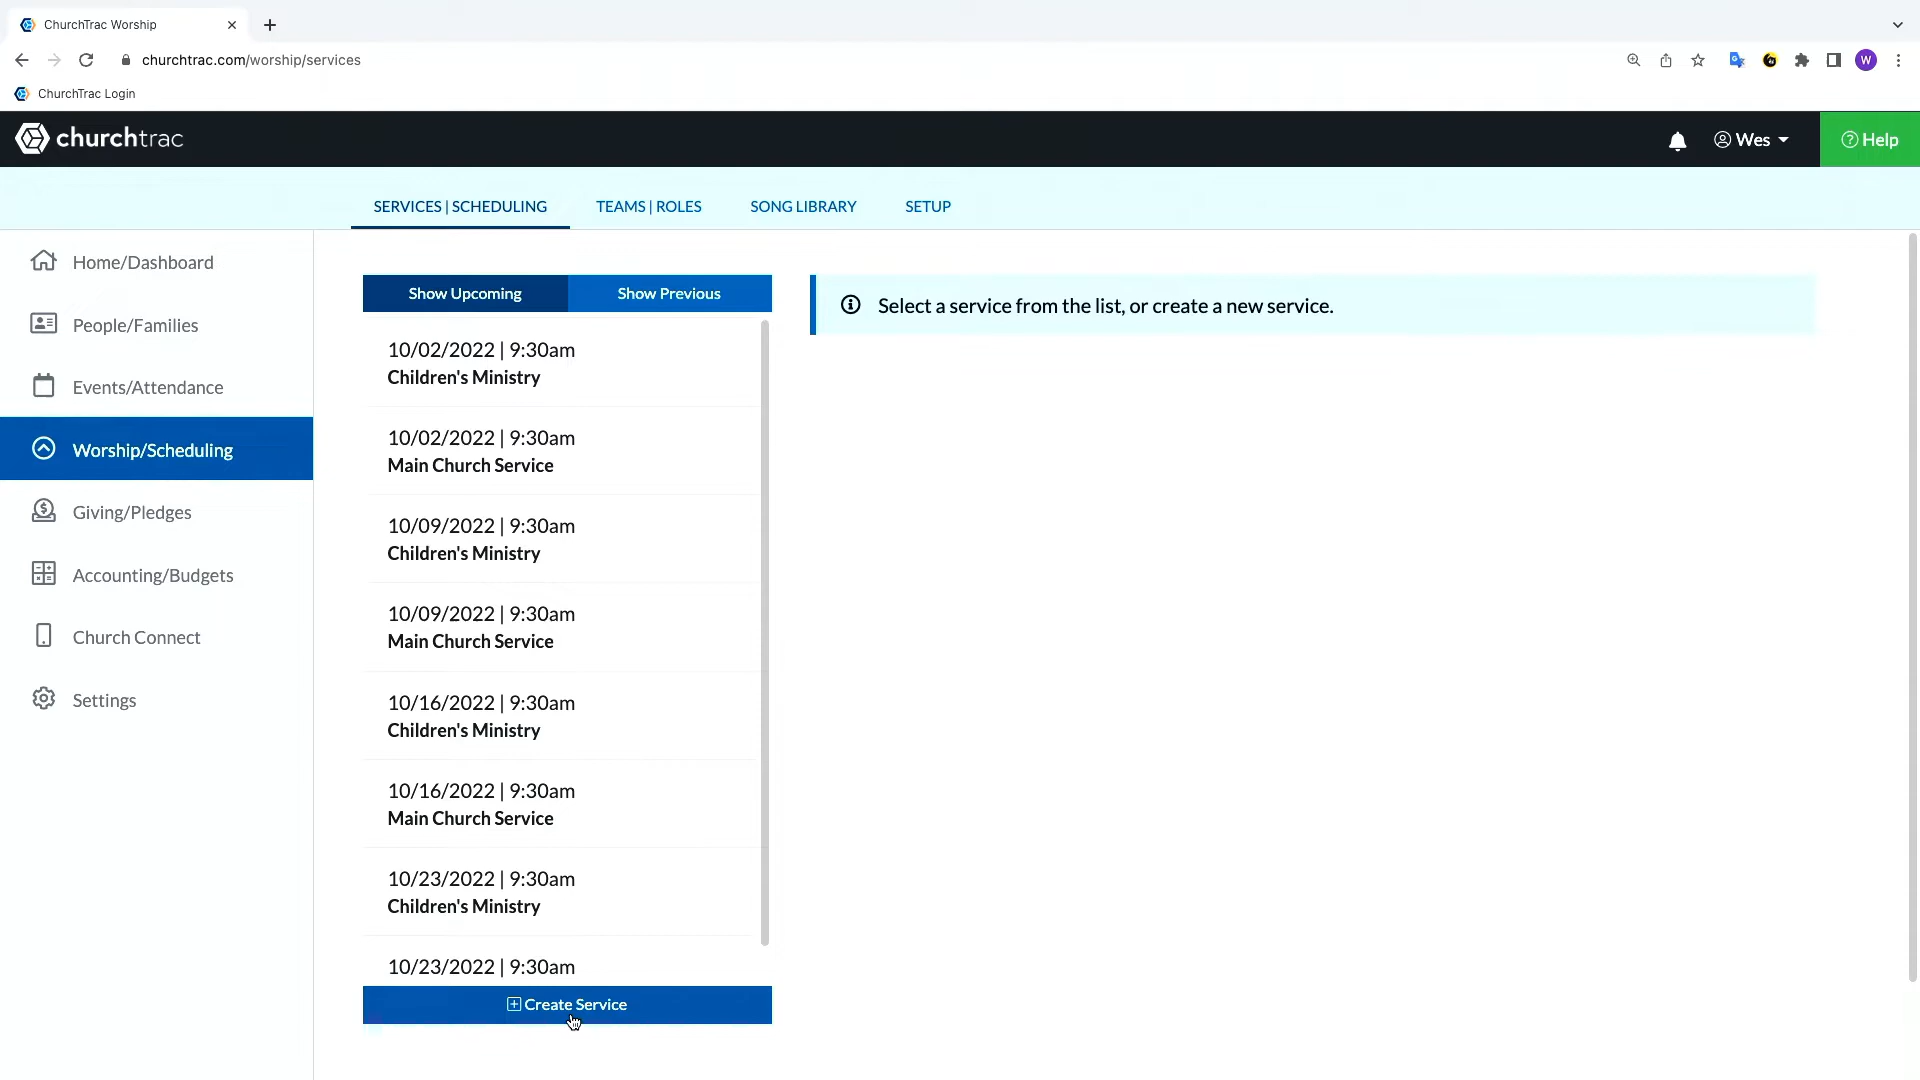 ChurchTrac Worship
churchtrac.com/worship/services
W
ChurchTrac Login
churchtrac
Wes
Help
SERVICES | SCHEDULING
TEAMS | ROLES
SONG LIBRARY
SETUP
Home/Dashboard
People/Families
Events/Attendance
Worship/Scheduling
Giving/Pledges
Accounting/Budgets
Church Connect
Settings
Show Upcoming
Show Previous
10/02/2022 | 9:30am
Children's Ministry
10/02/2022 | 9:30am
Main Church Service
10/09/2022 | 9:30am
Children's Ministry
10/09/2022 | 9:30am
Main Church Service
10/16/2022 | 9:30am
Children's Ministry
10/16/2022 | 9:30am
Main Church Service
10/23/2022 | 9:30am
Children's Ministry
10/23/2022 | 9:30am
Create Service
Select a service from the list, or create a new service.